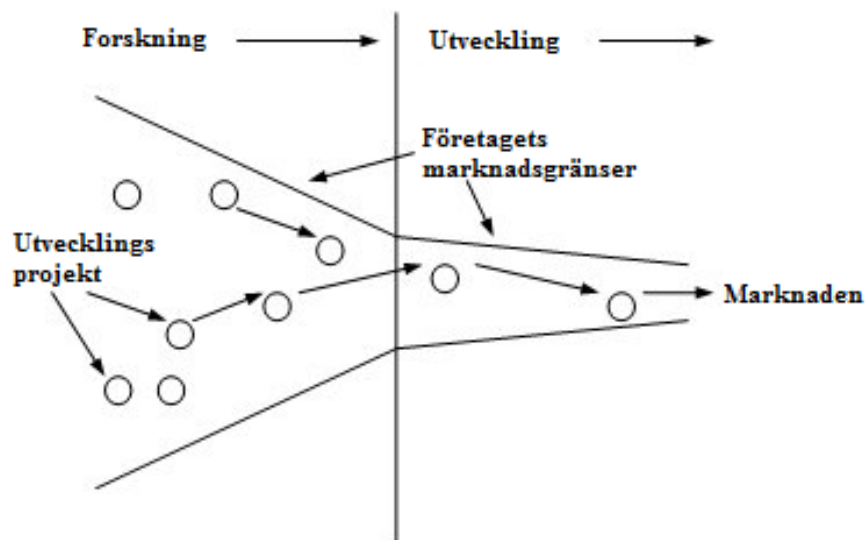 Forskning
Utveckling
Företagets
marknadsgränser
Utvecklings
projekt
Marknaden